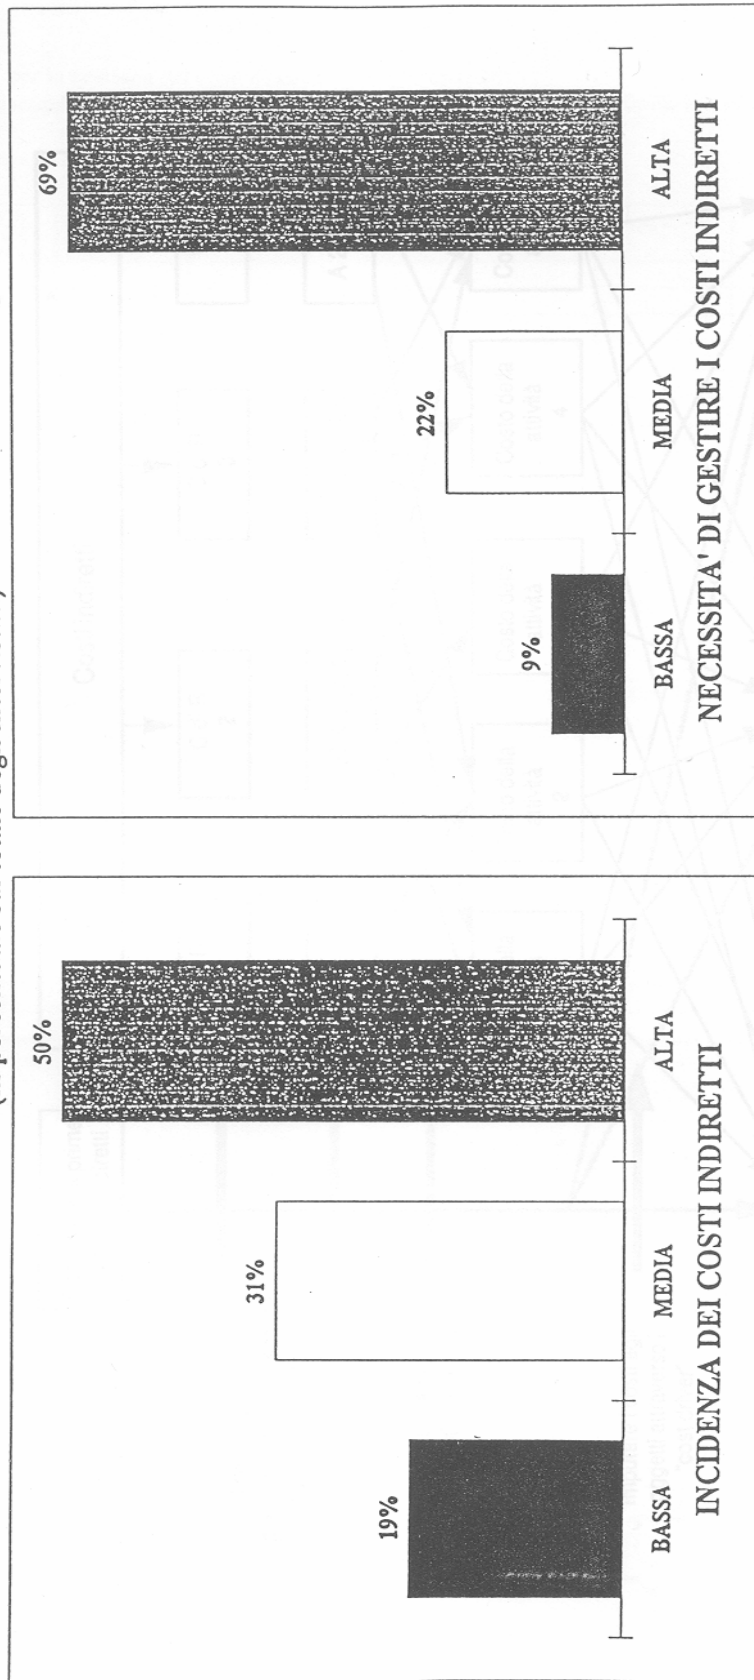 19%
31%
50%
BASSA
MEDIA
ALTA
INCIDENZA DEI COSTI INDIRETTI
9%
22%
69%
BASSA
MEDIA
ALTA
NECESSITA' DI GESTIRE I COSTI INDIRETTI